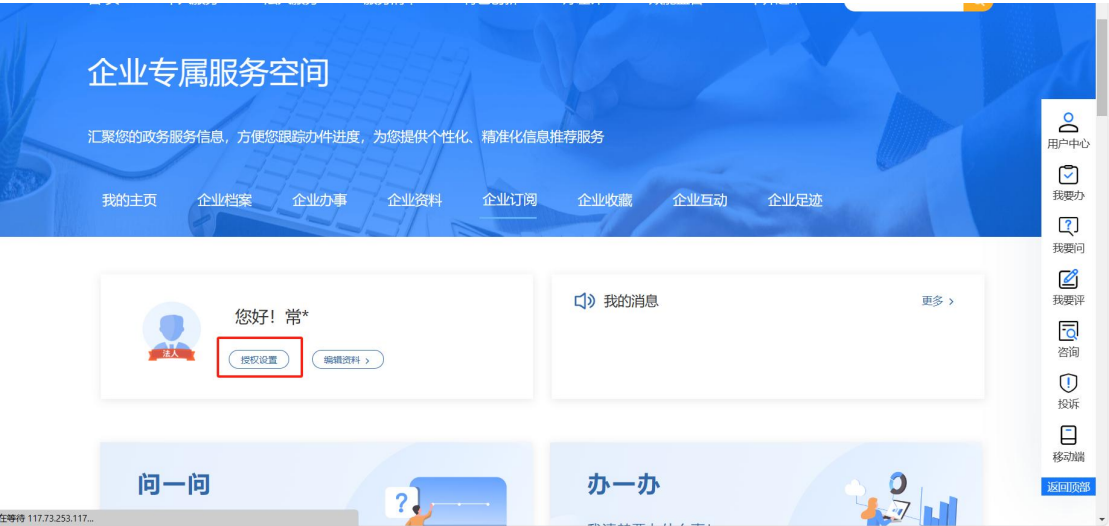 企业专属服务空间
汇聚您的政务服务信息，方便您跟踪办件进度，为您提供个性化、精准化信息推荐服务
我的主页 企业档案 企业办事 企业资料 企业订阅 企业收藏 企业互动 企业足迹
您好！常*
法人
授权设置 编辑资料 >
我的消息 更多 >
问一问
?
办一办
用户中心
我要办
我要问
我要评
咨询
投诉
移动端
返回顶部
在等待 117.73.253.117...